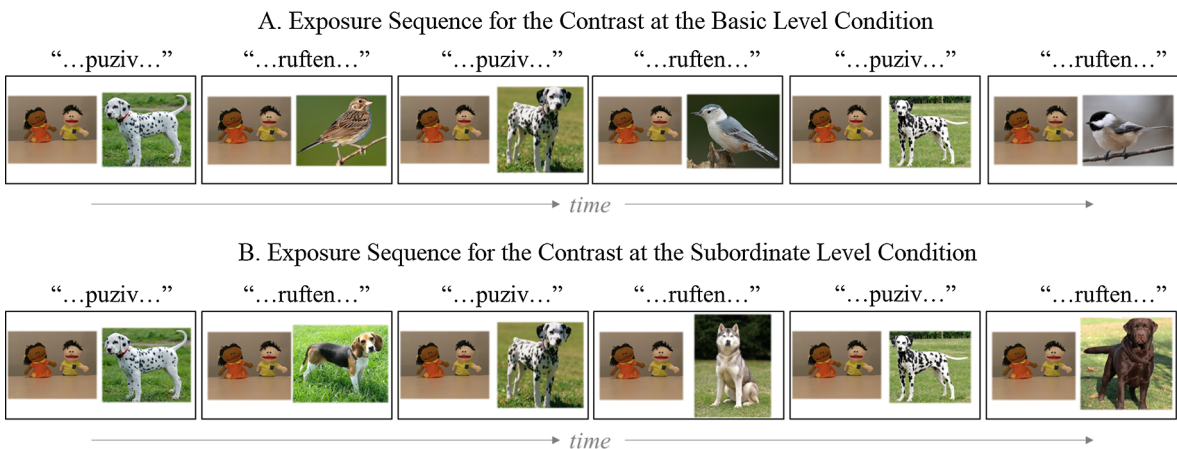 A. Exposure Sequence for the Contrast at the Basic Level Condition
“…puziv…” “…ruften…” “…puziv…” “…ruften…” “…puziv…” “…ruften…”
time
B. Exposure Sequence for the Contrast at the Subordinate Level Condition
“…puziv…” “…ruften…” “…puziv…” “…ruften…” “…puziv…” “…ruften…”
time